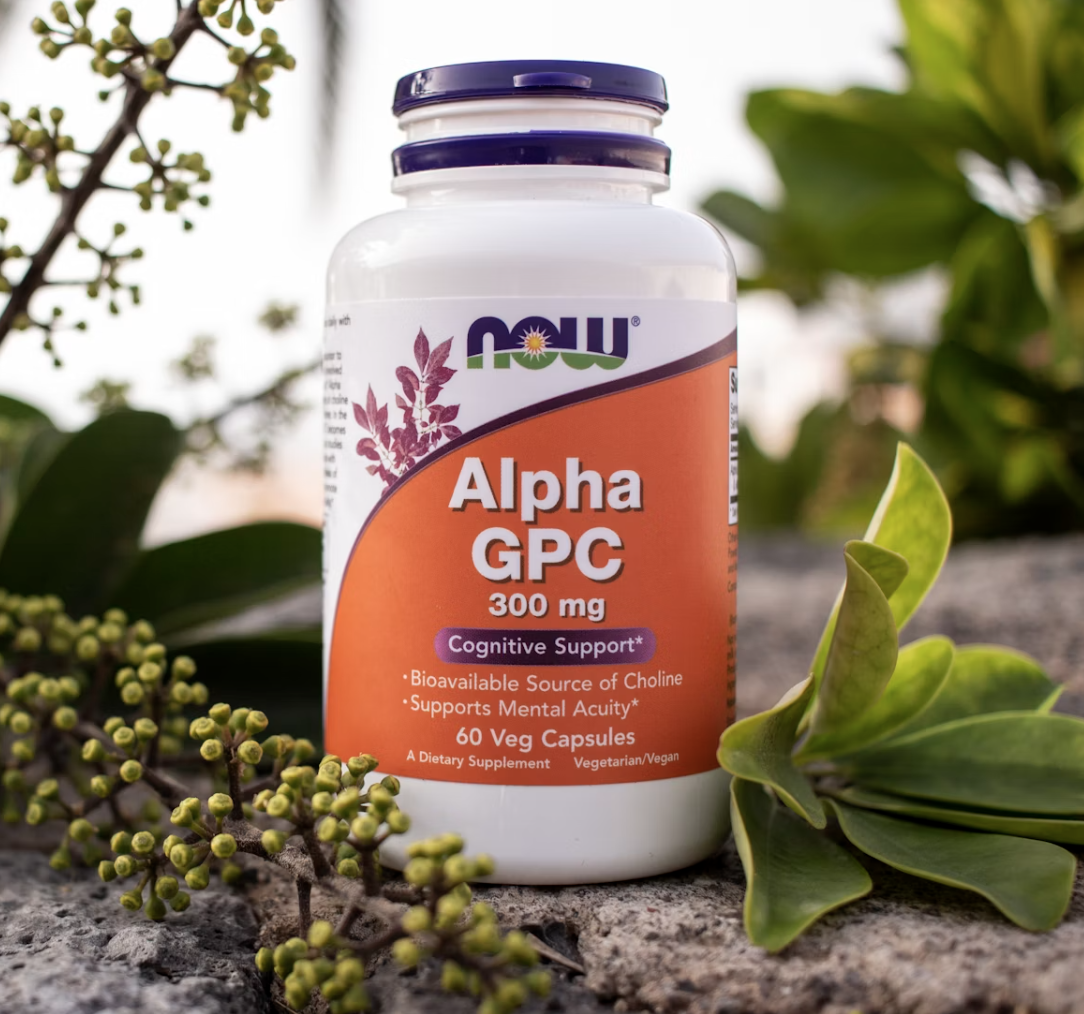 NOW®
Alpha
GPC
300 mg
Cognitive Support*
•Bioavailable Source of Choline
•Supports Mental Acuity*
60 Veg Capsules
A Dietary Supplement Vegetarian/Vegan